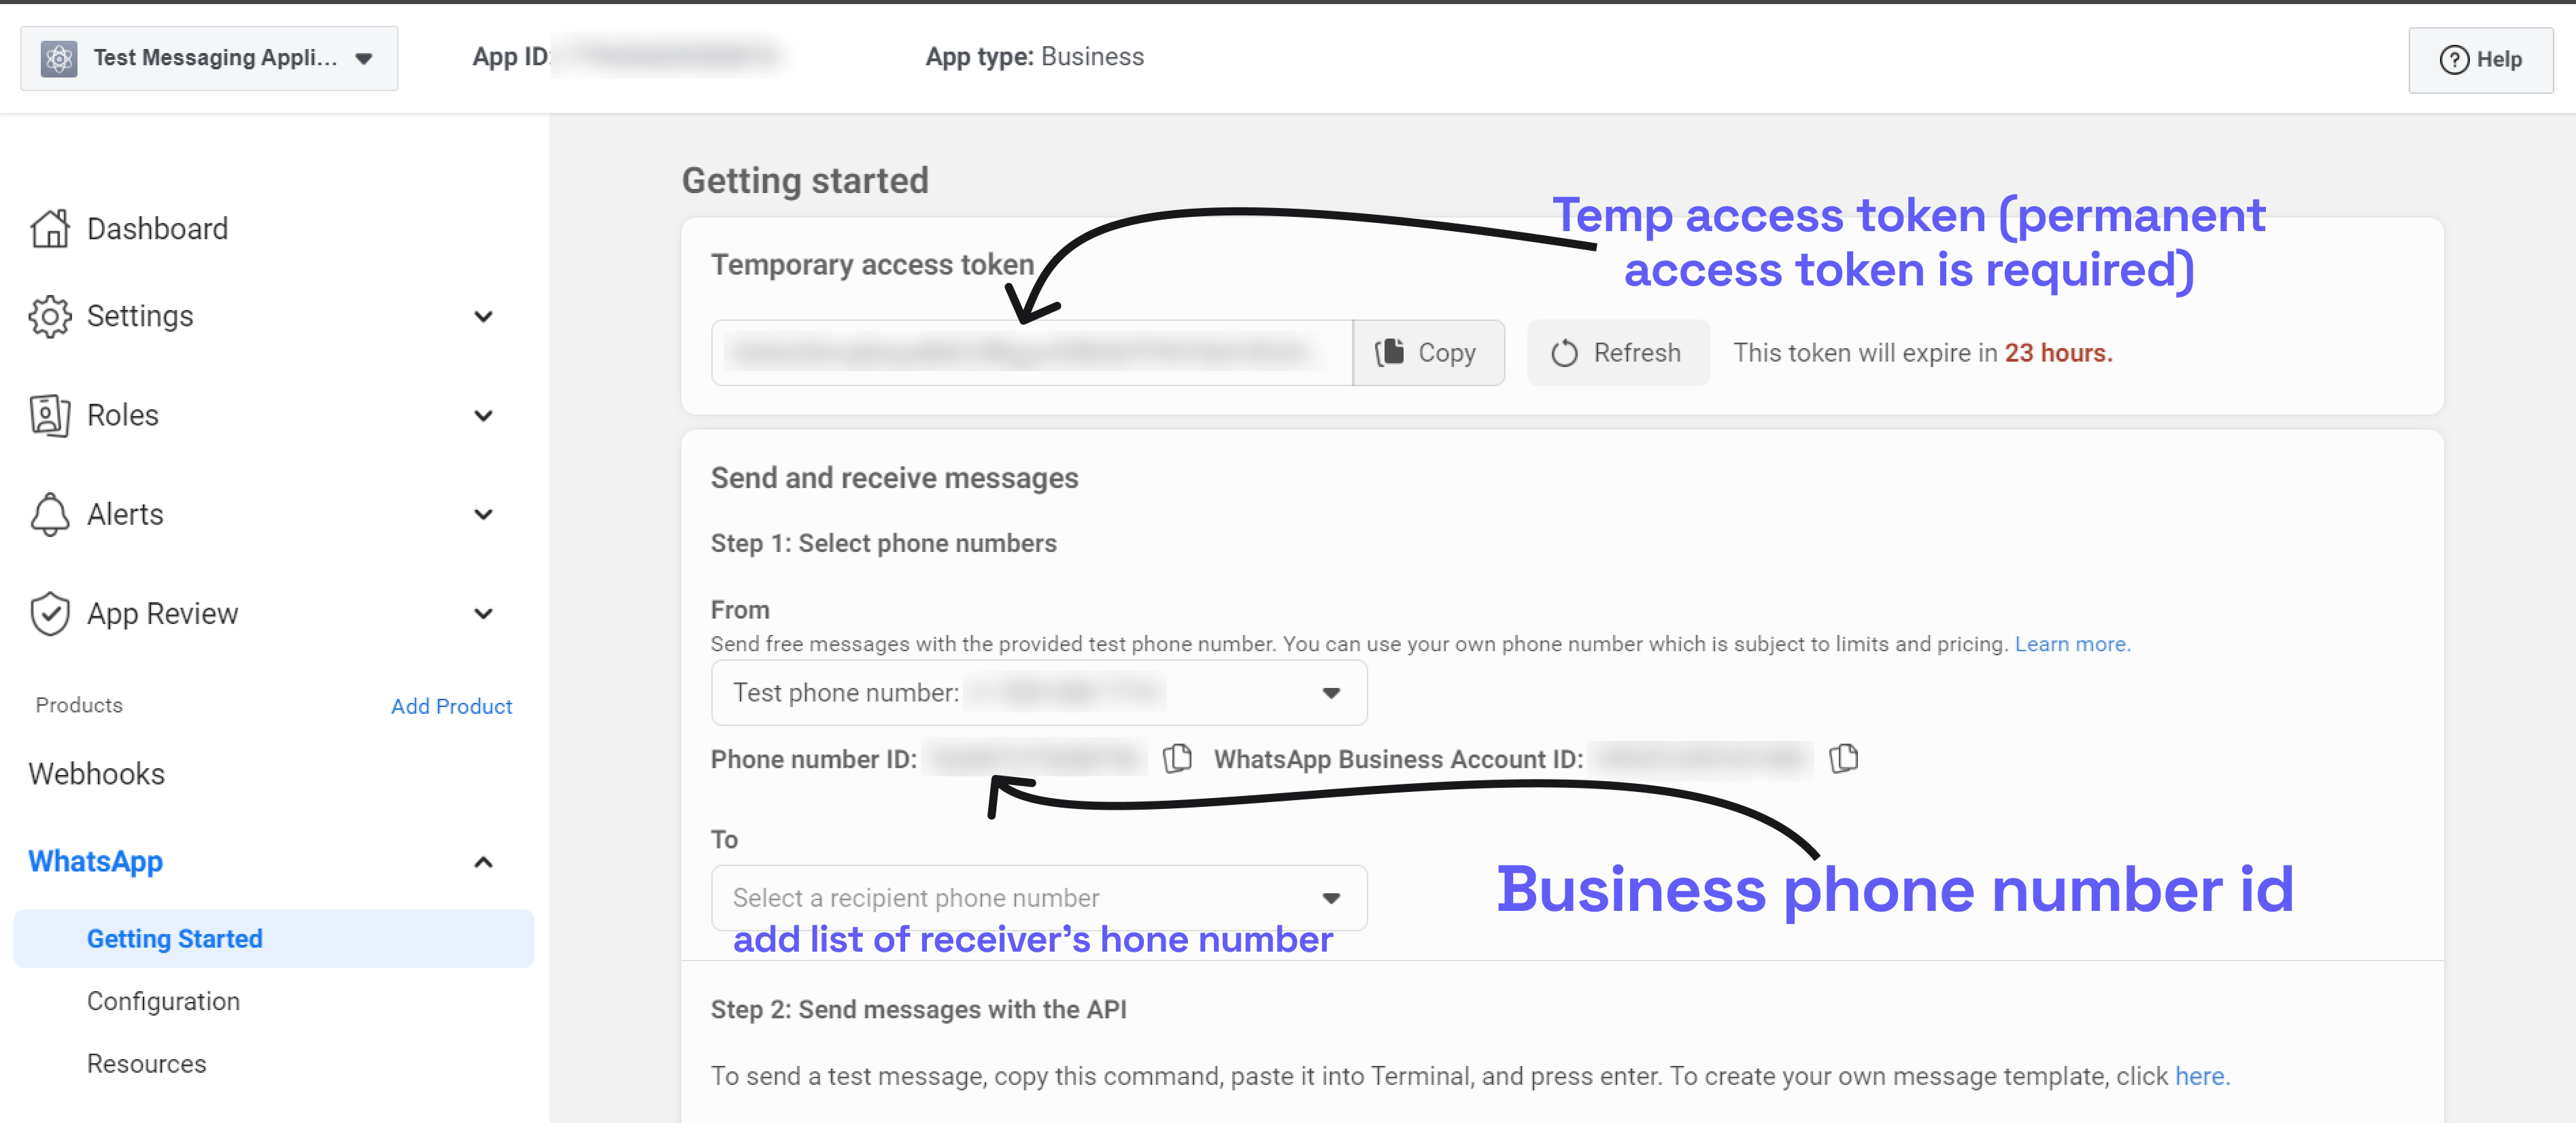 Test Messaging Appli...
App ID:
App type: Business
Help
Dashboard
Settings
Roles
Alerts
App Review
Products
Add Product
Webhooks
WhatsApp
Getting Started
Configuration
Resources
Getting started
Temp access token (permanent
access token is required)
Temporary access token
Copy
Refresh
This token will expire in 23 hours.
Send and receive messages
Step 1: Select phone numbers
From
Send free messages with the provided test phone number. You can use your own phone number which is subject to limits and pricing. Learn more.
Test phone number:
Phone number ID:
WhatsApp Business Account ID:
To
Select a recipient phone number
Business phone number id
add list of receiver's hone number
Step 2: Send messages with the API
To send a test message, copy this command, paste it into Terminal, and press enter. To create your own message template, click here.